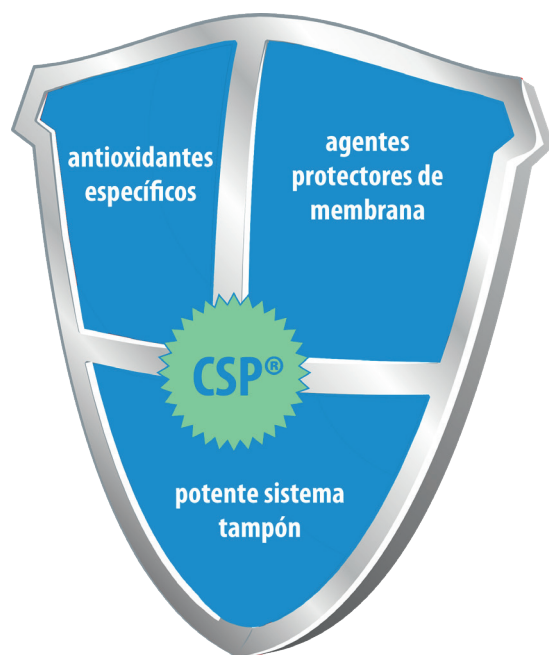 antioxidantes
específicos
agentes
protectores de
membrana
CSP®
potente sistema
tampón